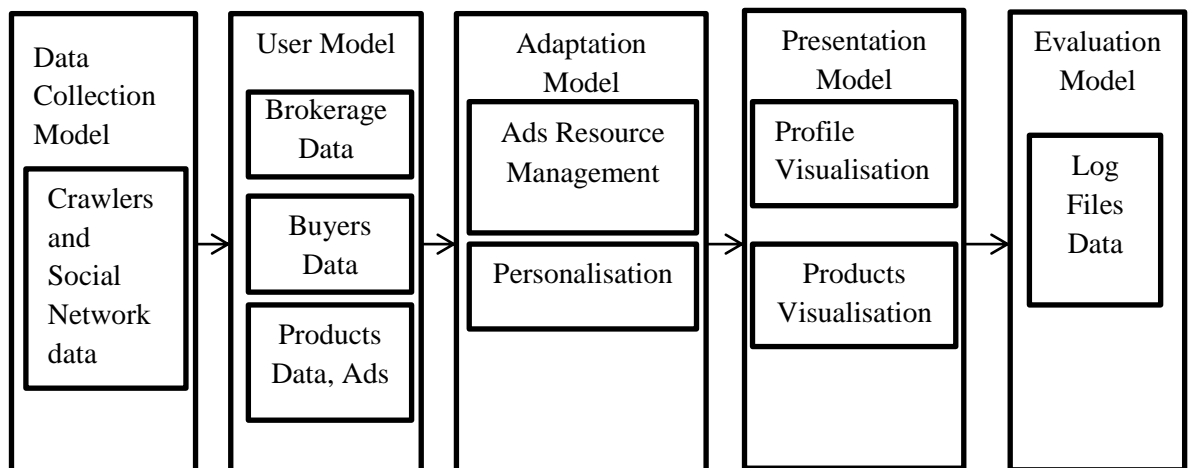 Data
Collection
Model
Crawlers
and
Social
Network
data
User Model
Brokerage
Data
Buyers
Data
Products
Data, Ads
Adaptation
Model
Ads Resource
Management
Personalisation
Presentation
Model
Profile
Visualisation
Products
Visualisation
Evaluation
Model
Log
Files
Data